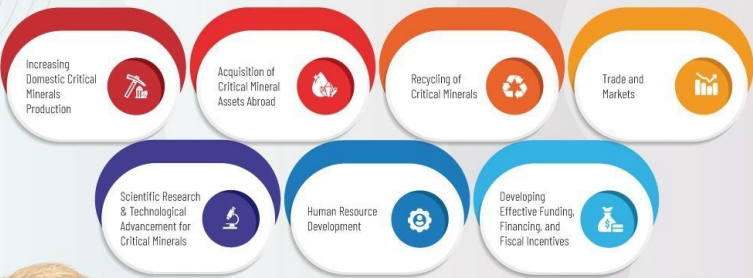 Increasing
Domestic Critical
Minerals
Production
Acquisition of
Critical Mineral
Assets Abroad
Recycling of
Critical Minerals
Trade and
Markets
Scientific Research
& Technological
Advancement for
Critical Minerals
Human Resource
Development
Developing
Effective Funding,
Financing, and
Fiscal Incentives